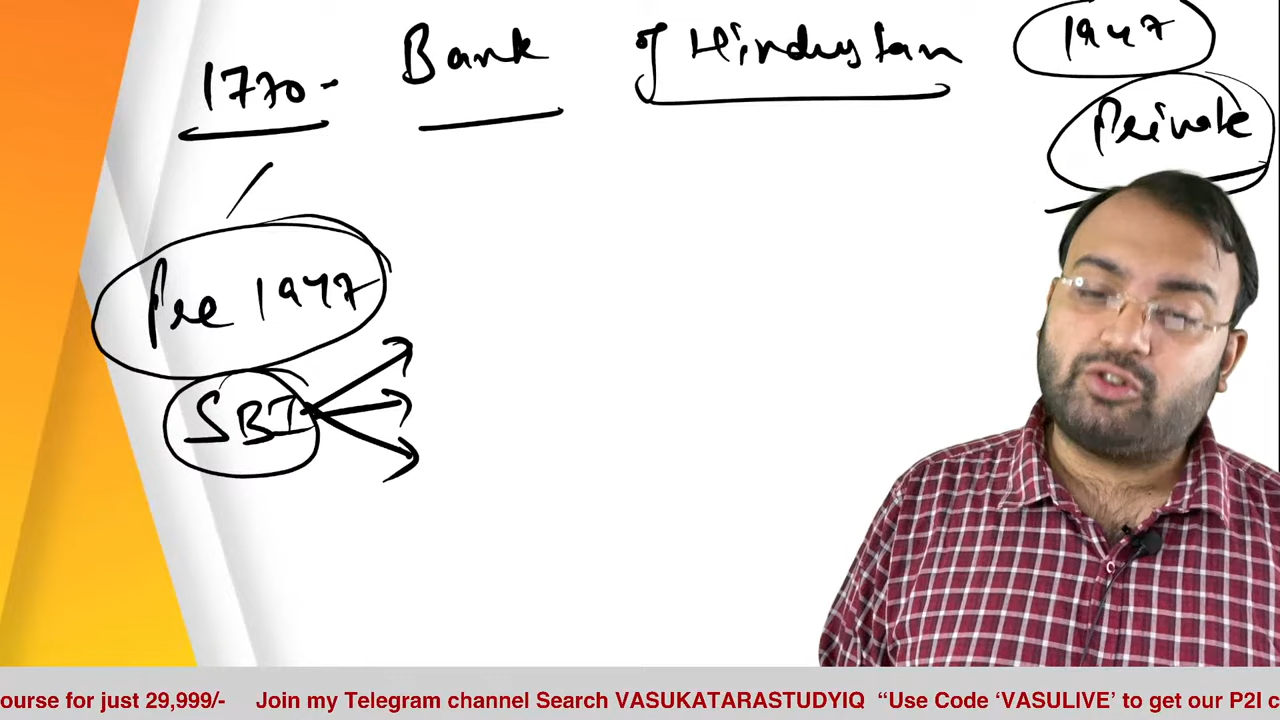 1770- Bank of Hindustan
1947
Private
Pre 1947
SBI
ourse for just 29,999/- Join my Telegram channel Search VASUKATARASTUDYIQ “Use Code ‘VASULIVE’ to get our P2I c